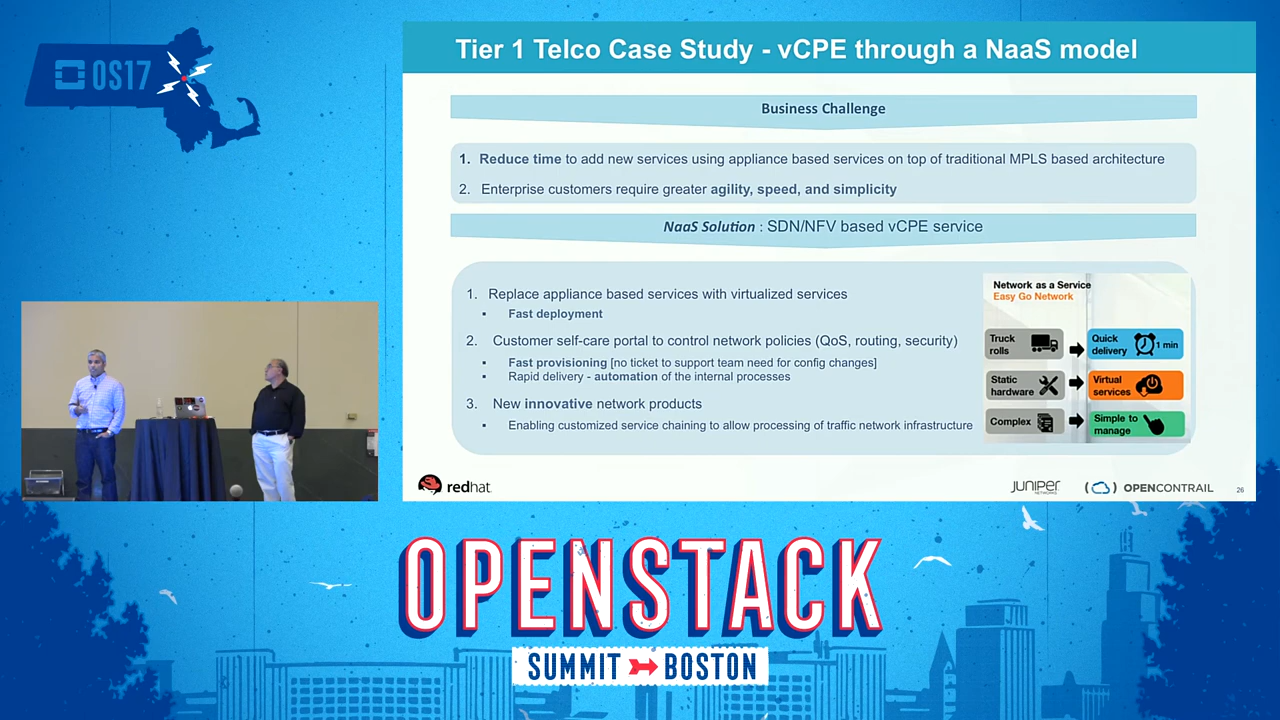 OS17
Tier 1 Telco Case Study - vCPE through a NaaS model
Business Challenge
1. Reduce time to add new services using appliance based services on top of traditional MPLS based architecture
2. Enterprise customers require greater agility, speed, and simplicity
NaaS Solution : SDN/NFV based vCPE service
1. Replace appliance based services with virtualized services
▪ Fast deployment
2. Customer self-care portal to control network policies (QoS, routing, security)
▪ Fast provisioning [no ticket to support team need for config changes]
▪ Rapid delivery - automation of the internal processes
3. New innovative network products
▪ Enabling customized service chaining to allow processing of traffic network infrastructure
Network as a Service
Easy Go Network
Truck rolls
Quick delivery
1 min
Static hardware
Virtual services
Complex
Simple to manage
redhat.
JUNIPER
NETWORKS
OPENCONTRAIL
26
OPENSTACK
SUMMIT BOSTON